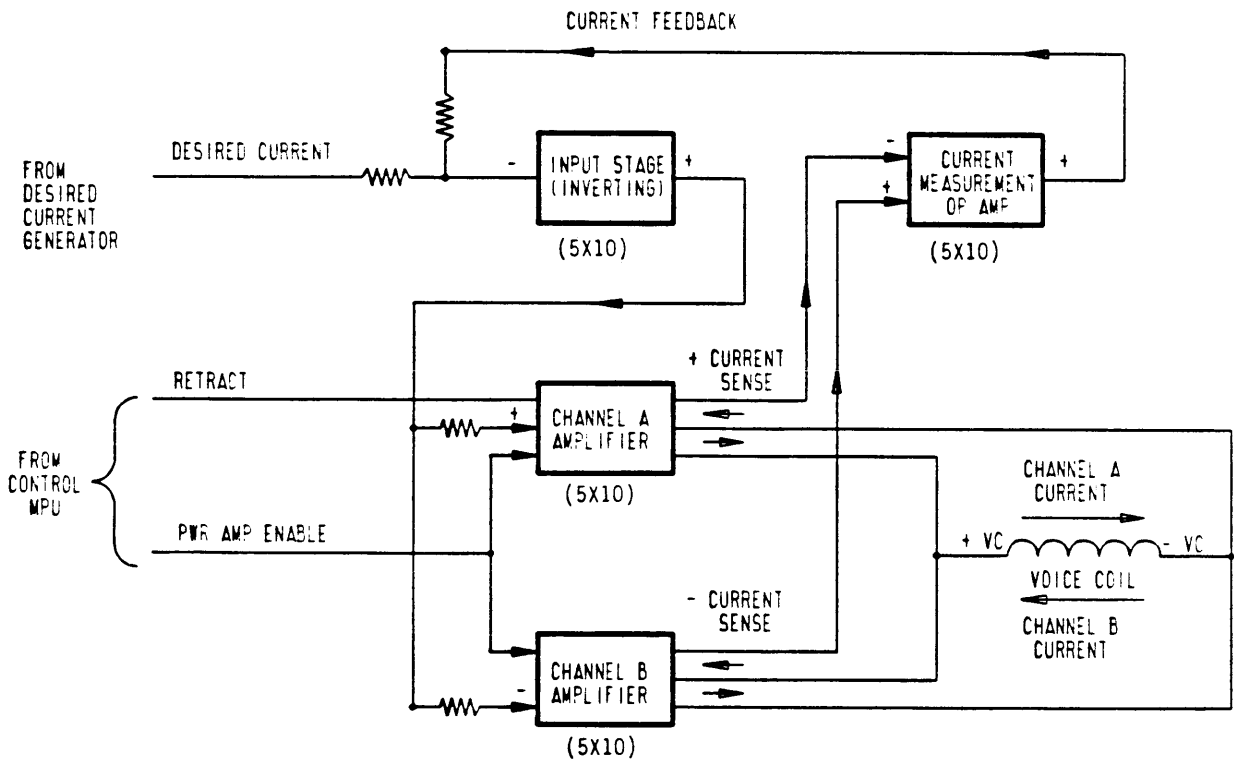 CURRENT FEEDBACK
DESIRED CURRENT
FROM
DESIRED
CURRENT
GENERATOR
-
INPUT STAGE
(INVERTING)
+
(5X10)
-
+
CURRENT
MEASUREMENT
OP AMP
+
(5X10)
+ CURRENT
SENSE
RETRACT
+
CHANNEL A
AMPLIFIER
(5X10)
FROM
CONTROL
MPU
PWR AMP ENABLE
CHANNEL A
CURRENT
+ VC
- VC
VOICE COIL
CHANNEL B
CURRENT
- CURRENT
SENSE
-
CHANNEL B
AMPLIFIER
(5X10)